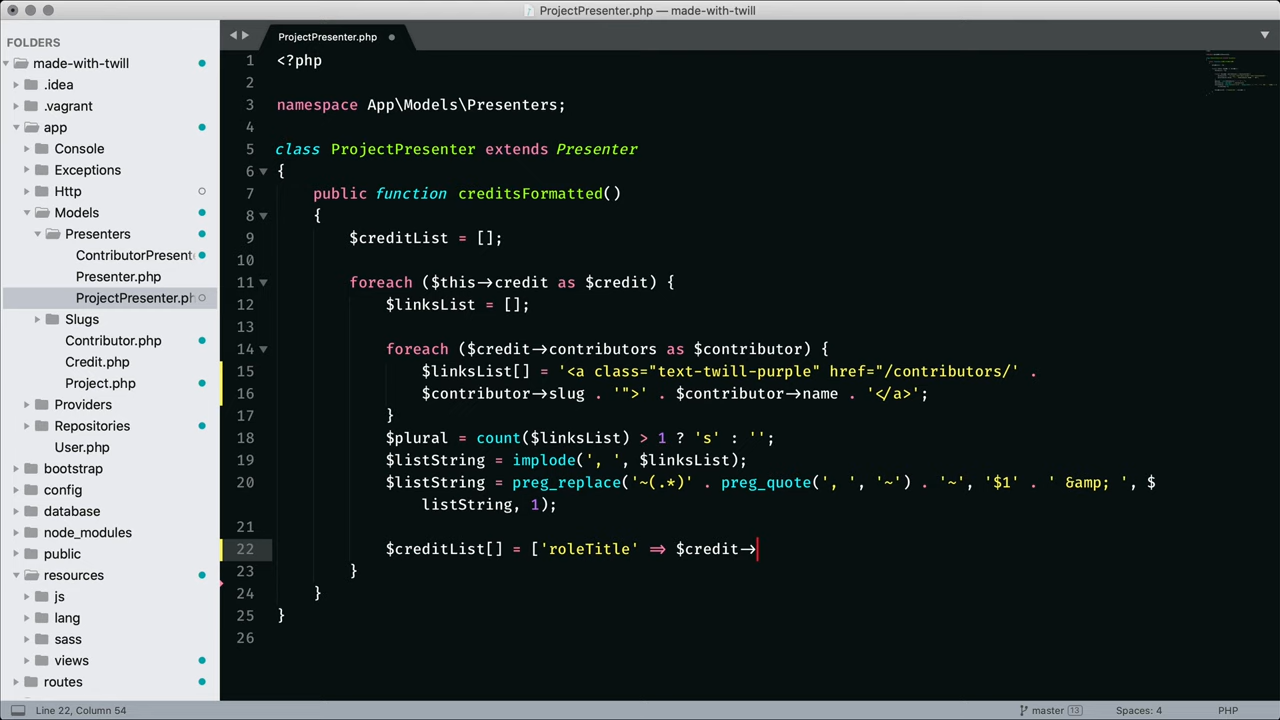 ProjectPresenter.php — made-with-twill
FOLDERS
made-with-twill
.idea
.vagrant
app
Console
Exceptions
Http
Models
Presenters
ContributorPresent
Presenter.php
ProjectPresenter.ph
Slugs
Contributor.php
Credit.php
Project.php
Providers
Repositories
User.php
bootstrap
config
database
node_modules
public
resources
js
lang
sass
views
routes
ProjectPresenter.php
1 <?php
2
3 namespace App\Models\Presenters;
4
5 class ProjectPresenter extends Presenter
6 {
7 public function creditsFormatted()
8 {
9 $creditList = [];
10
11 foreach ($this->credit as $credit) {
12 $linksList = [];
13
14 foreach ($credit->contributors as $contributor) {
15 $linksList[] = '<a class="text-twill-purple" href="/contributors/' .
16 $contributor->slug . '">' . $contributor->name . '</a>';
17 }
18 $plural = count($linksList) > 1 ? 's' : '';
19 $listString = implode(', ', $linksList);
20 $listString = preg_replace('~(.*)' . preg_quote(', ', '~') . '~', '$1' . ' &amp; ', $
listString, 1);
21
22 $creditList[] = ['roleTitle' => $credit->
23 }
24 }
25 }
26
Line 22, Column 54
master 13
Spaces: 4
PHP